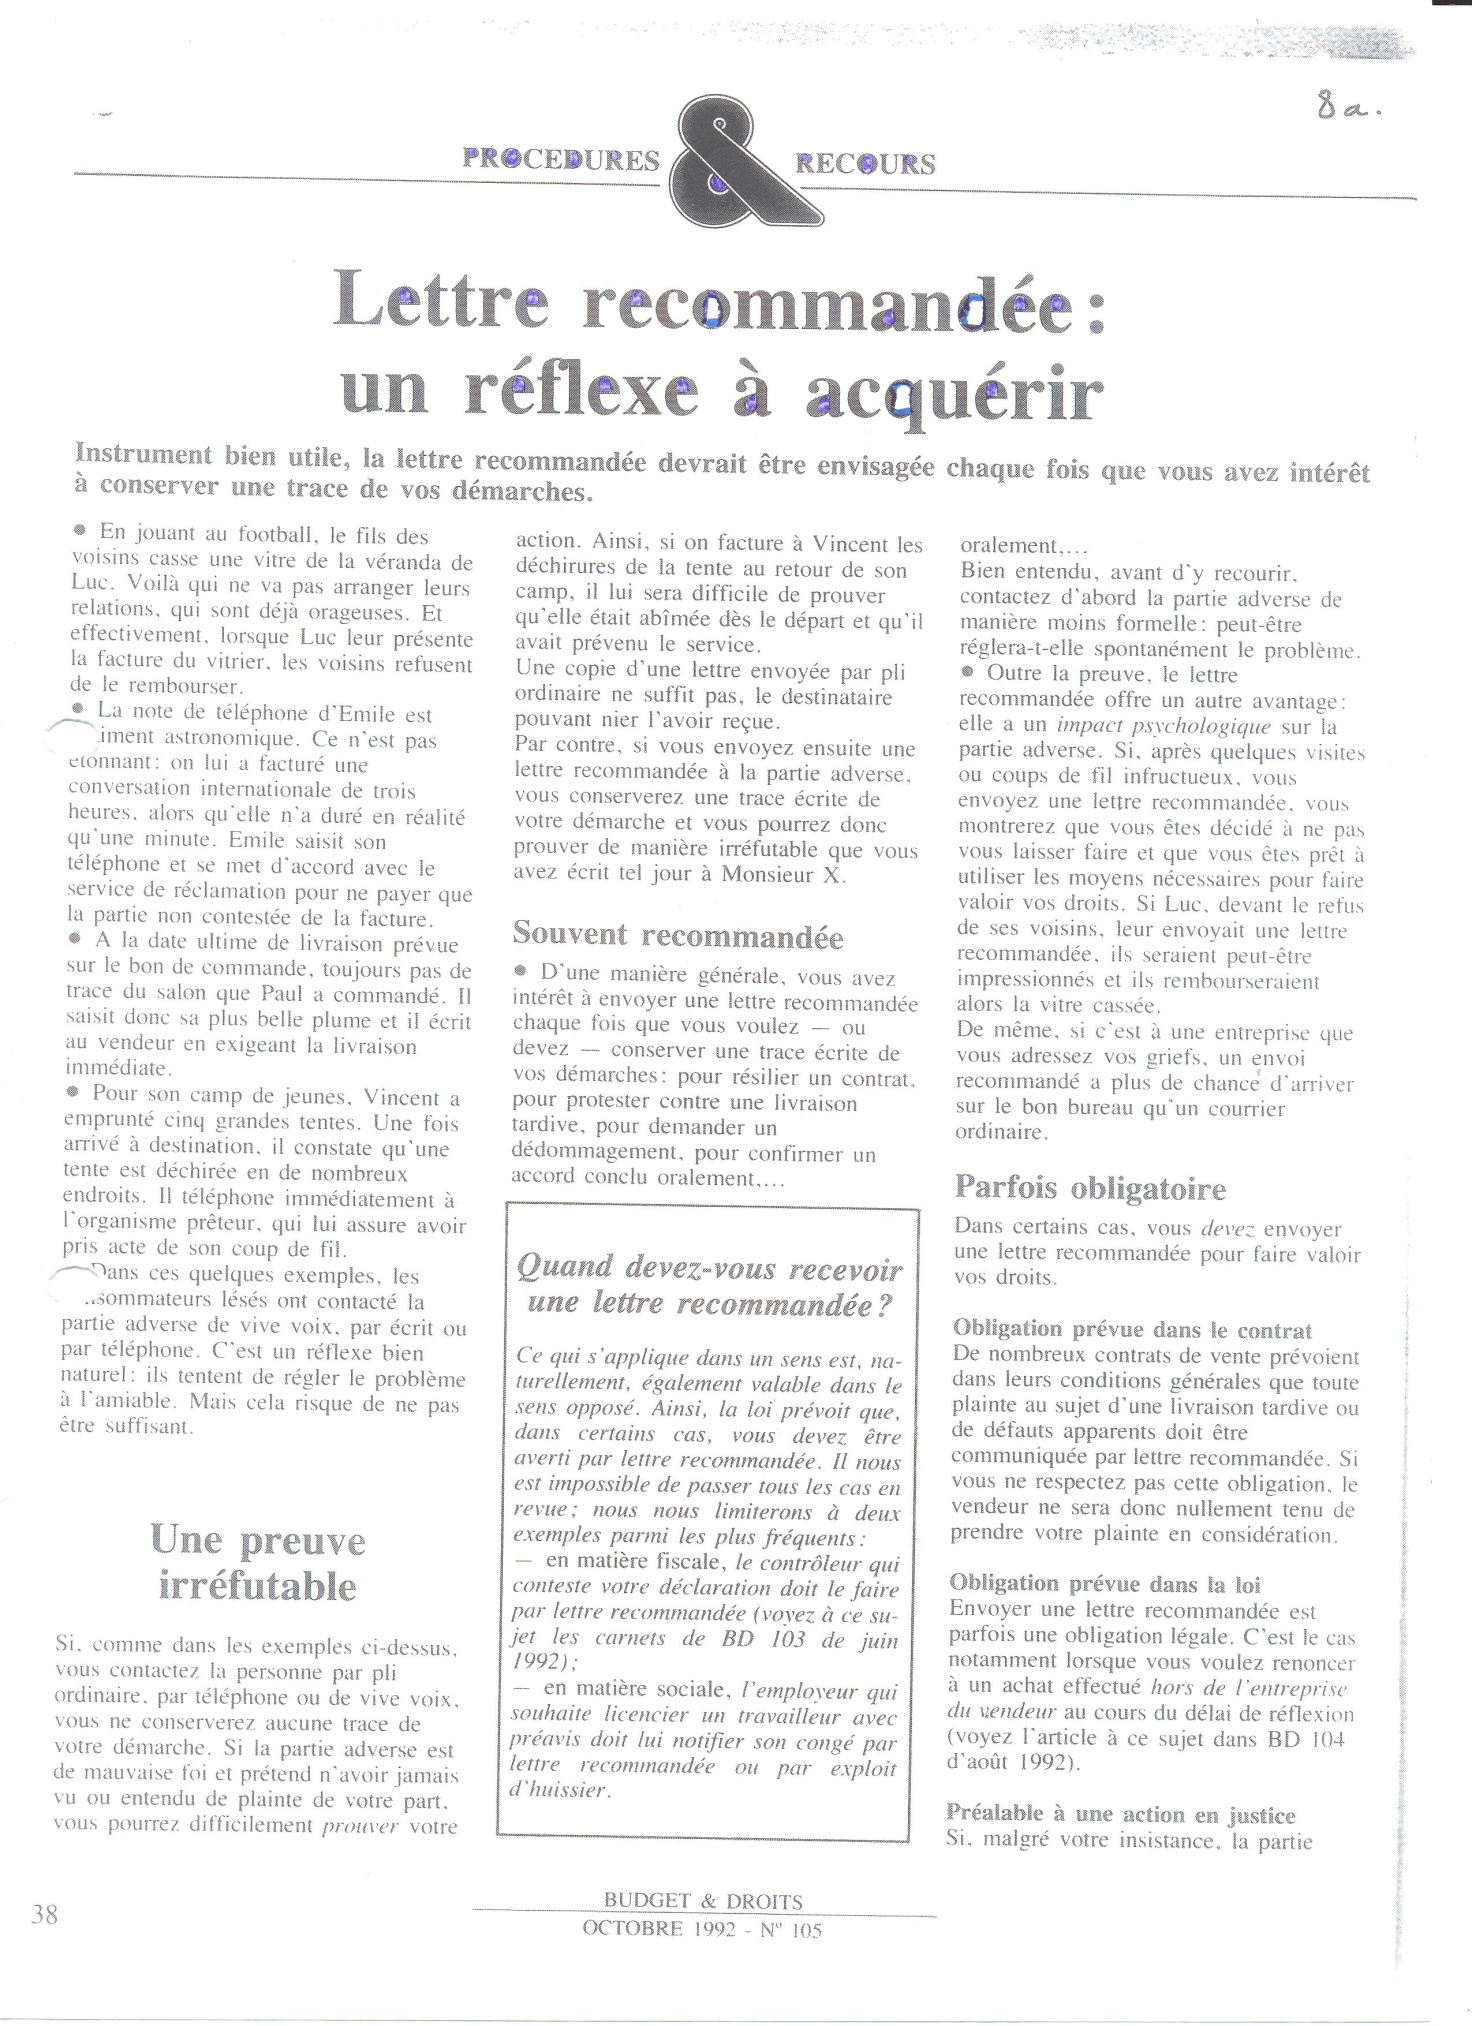 8a.
PROCEDURES & RECOURS
Lettre recommandée :
un réflexe à acquérir
Instrument bien utile, la lettre recommandée devrait être envisagée chaque fois que vous avez intérêt
à conserver une trace de vos démarches.
● En jouant au football, le fils des
voisins casse une vitre de la véranda de
Luc. Voilà qui ne va pas arranger leurs
relations, qui sont déjà orageuses. Et
effectivement, lorsque Luc leur présente
la facture du vitrier, les voisins refusent
de le rembourser.
● La note de téléphone d'Emile est
iment astronomique. Ce n'est pas
étonnant: on lui a facturé une
conversation internationale de trois
heures, alors qu'elle n'a duré en réalité
qu'une minute. Emile saisit son
téléphone et se met d'accord avec le
service de réclamation pour ne payer que
la partie non contestée de la facture.
● A la date ultime de livraison prévue
sur le bon de commande, toujours pas de
trace du salon que Paul a commandé. Il
saisit donc sa plus belle plume et il écrit
au vendeur en exigeant la livraison
immédiate.
● Pour son camp de jeunes, Vincent a
emprunté cinq grandes tentes. Une fois
arrivé à destination, il constate qu'une
tente est déchirée en de nombreux
endroits. Il téléphone immédiatement à
l'organisme prêteur, qui lui assure avoir
pris acte de son coup de fil.
Dans ces quelques exemples, les
sommateurs lésés ont contacté la
partie adverse de vive voix, par écrit ou
par téléphone. C'est un réflexe bien
naturel: ils tentent de régler le problème
à l'amiable. Mais cela risque de ne pas
être suffisant.
Une preuve
irréfutable
Si, comme dans les exemples ci-dessus,
vous contactez la personne par pli
ordinaire, par téléphone ou de vive voix,
vous ne conserverez aucune trace de
votre démarche. Si la partie adverse est
de mauvaise foi et prétend n'avoir jamais
vu ou entendu de plainte de votre part,
vous pourrez difficilement prouver votre
action. Ainsi, si on facture à Vincent les
déchirures de la tente au retour de son
camp, il lui sera difficile de prouver
qu'elle était abîmée dès le départ et qu'il
avait prévenu le service.
Une copie d'une lettre envoyée par pli
ordinaire ne suffit pas, le destinataire
pouvant nier l'avoir reçue.
Par contre, si vous envoyez ensuite une
lettre recommandée à la partie adverse,
vous conserverez une trace écrite de
votre démarche et vous pourrez donc
prouver de manière irréfutable que vous
avez écrit tel jour à Monsieur X.
Souvent recommandée
● D'une manière générale, vous avez
intérêt à envoyer une lettre recommandée
chaque fois que vous voulez — ou
devez — conserver une trace écrite de
vos démarches: pour résilier un contrat,
pour protester contre une livraison
tardive, pour demander un
dédommagement, pour confirmer un
accord conclu oralement,...
Quand devez-vous recevoir
une lettre recommandée?
Ce qui s'applique dans un sens est, na-
turellement, également valable dans le
sens opposé. Ainsi, la loi prévoit que,
dans certains cas, vous devez être
averti par lettre recommandée. Il nous
est impossible de passer tous les cas en
revue; nous nous limiterons à deux
exemples parmi les plus fréquents:
— en matière fiscale, le contrôleur qui
conteste votre déclaration doit le faire
par lettre recommandée (voyez à ce su-
jet les carnets de BD 103 de juin
1992);
— en matière sociale, l'employeur qui
souhaite licencier un travailleur avec
préavis doit lui notifier son congé par
lettre recommandée ou par exploit
d'huissier.
oralement,...
Bien entendu, avant d'y recourir,
contactez d'abord la partie adverse de
manière moins formelle: peut-être
réglera-t-elle spontanément le problème.
● Outre la preuve, le lettre
recommandée offre un autre avantage:
elle a un impact psychologique sur la
partie adverse. Si, après quelques visites
ou coups de fil infructueux, vous
envoyez une lettre recommandée, vous
montrerez que vous êtes décidé à ne pas
vous laisser faire et que vous êtes prêt à
utiliser les moyens nécessaires pour faire
valoir vos droits. Si Luc, devant le refus
de ses voisins, leur envoyait une lettre
recommandée, ils seraient peut-être
impressionnés et ils rembourseraient
alors la vitre cassée.
De même, si c'est à une entreprise que
vous adressez vos griefs, un envoi
recommandé a plus de chance d'arriver
sur le bon bureau qu'un courrier
ordinaire.
Parfois obligatoire
Dans certains cas, vous devez envoyer
une lettre recommandée pour faire valoir
vos droits.
Obligation prévue dans le contrat
De nombreux contrats de vente prévoient
dans leurs conditions générales que toute
plainte au sujet d'une livraison tardive ou
de défauts apparents doit être
communiquée par lettre recommandée. Si
vous ne respectez pas cette obligation, le
vendeur ne sera donc nullement tenu de
prendre votre plainte en considération.
Obligation prévue dans la loi
Envoyer une lettre recommandée est
parfois une obligation légale. C'est le cas
notamment lorsque vous voulez renoncer
à un achat effectué hors de l'entreprise
du vendeur au cours du délai de réflexion
(voyez l'article à ce sujet dans BD 104
d'août 1992).
Préalable à une action en justice
Si, malgré votre insistance, la partie
38
BUDGET & DROITS
OCTOBRE 1992 - N° 105